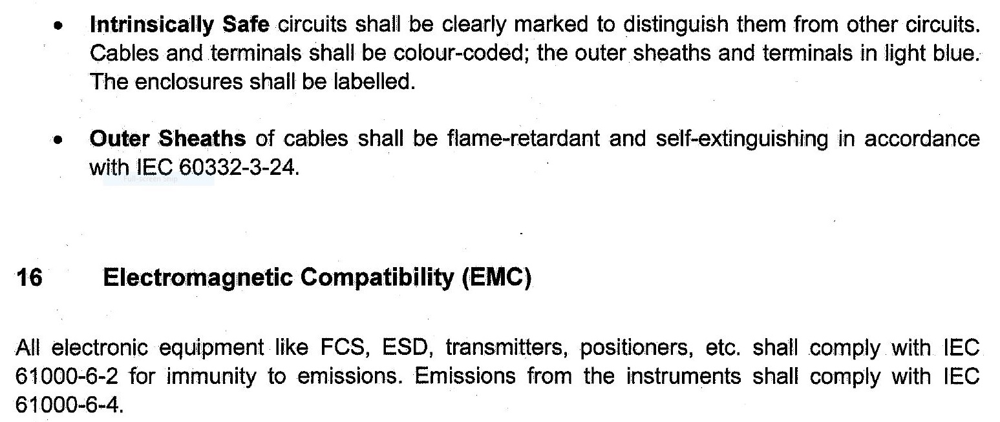 • Intrinsically Safe circuits shall be clearly marked to distinguish them from other circuits.
Cables and terminals shall be colour-coded; the outer sheaths and terminals in light blue.
The enclosures shall be labelled.
• Outer Sheaths of cables shall be flame-retardant and self-extinguishing in accordance
with IEC 60332-3-24.
Full-screen Snip
16 Electromagnetic Compatibility (EMC)
All electronic equipment like FCS, ESD, transmitters, positioners, etc. shall comply with IEC
61000-6-2 for immunity to emissions. Emissions from the instruments shall comply with IEC
61000-6-4.